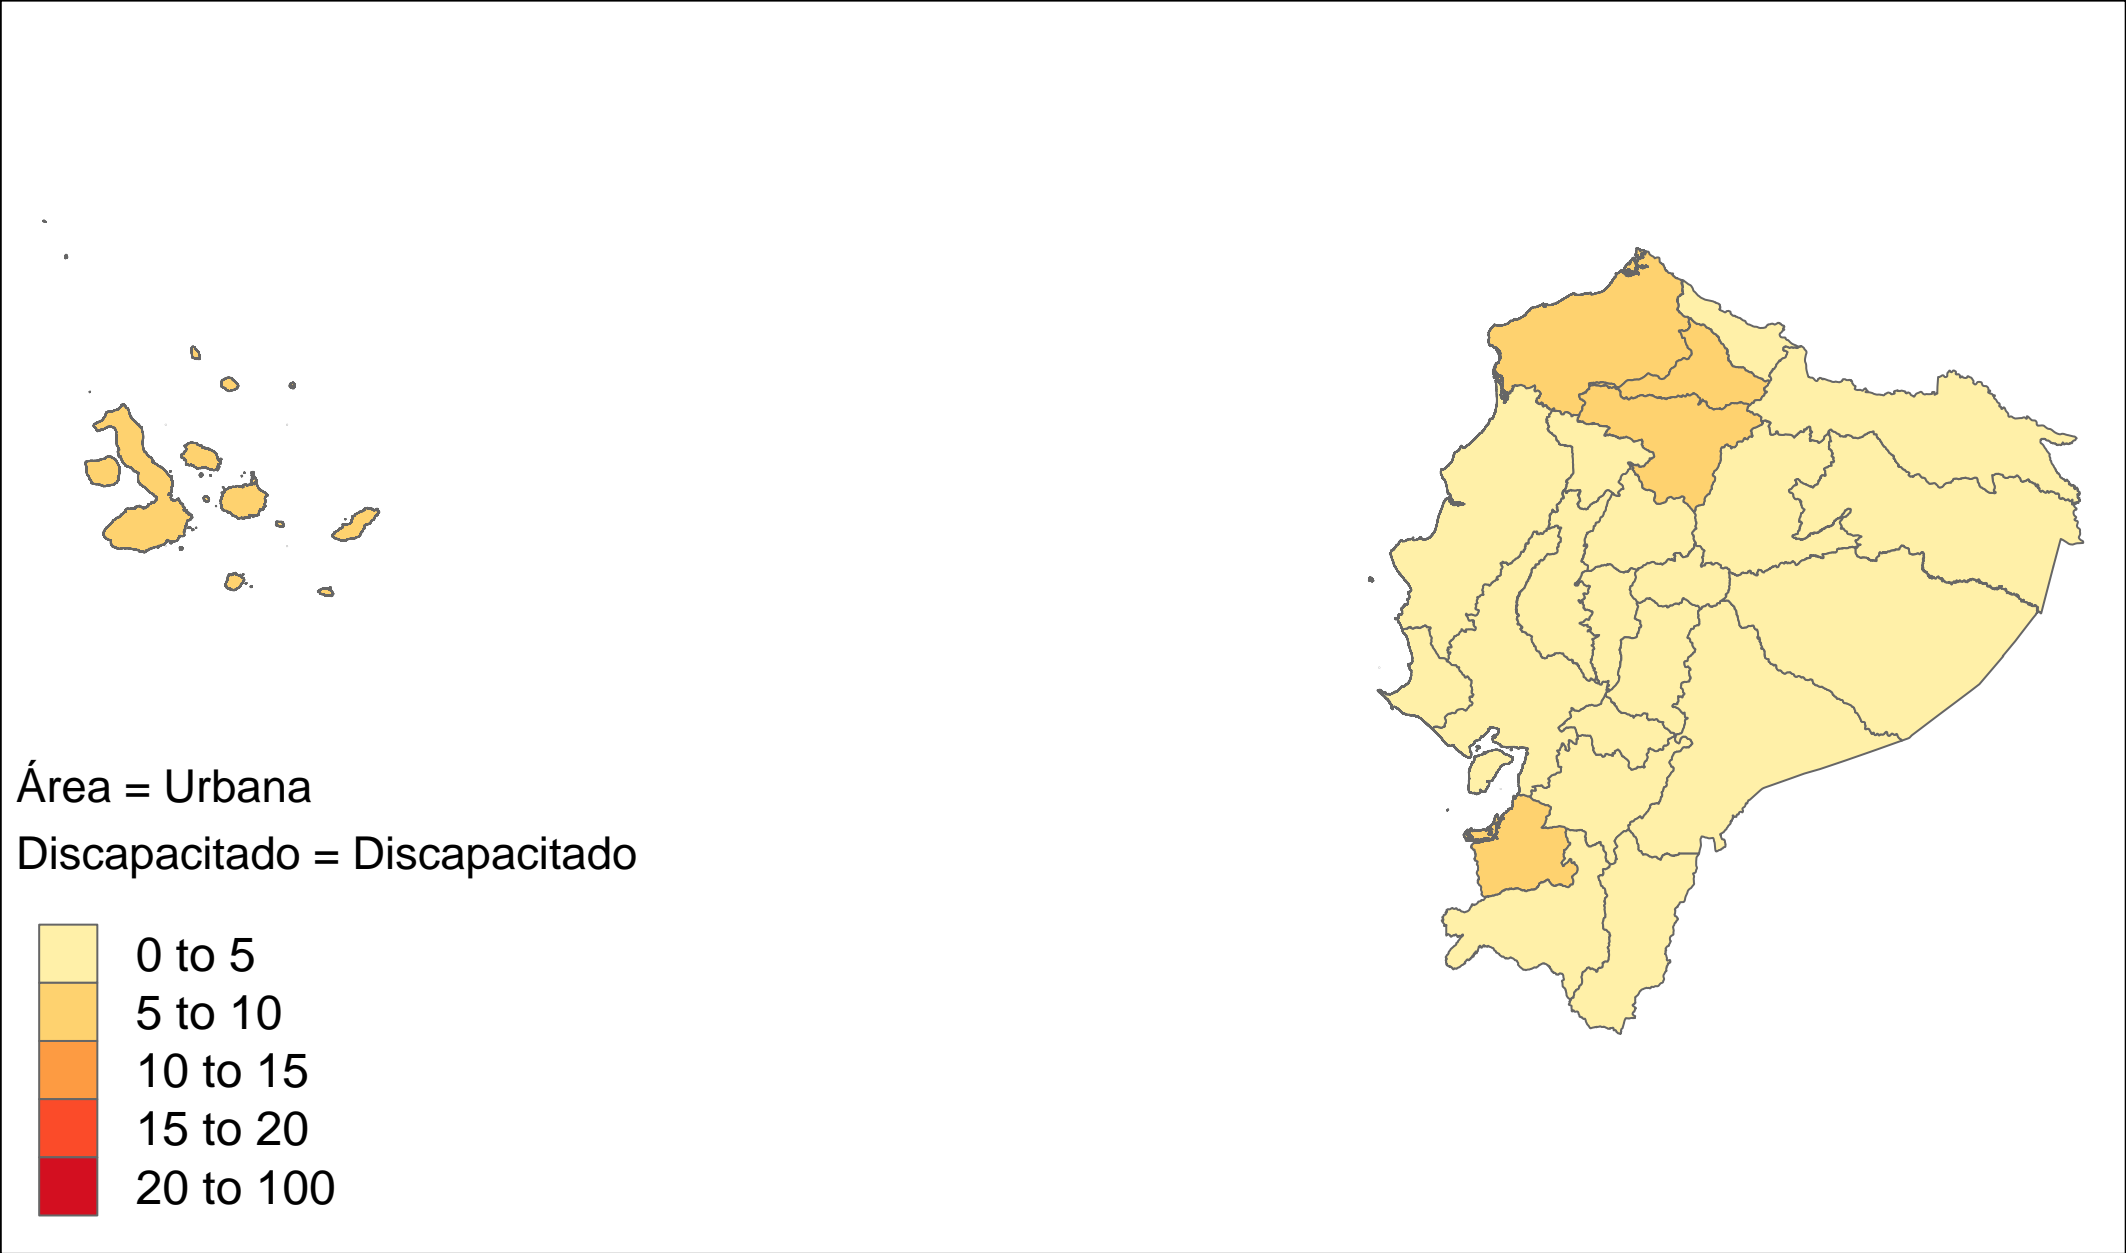 Área = Urbana
Discapacitado = Discapacitado
0 to 5
5 to 10
10 to 15
15 to 20
20 to 100